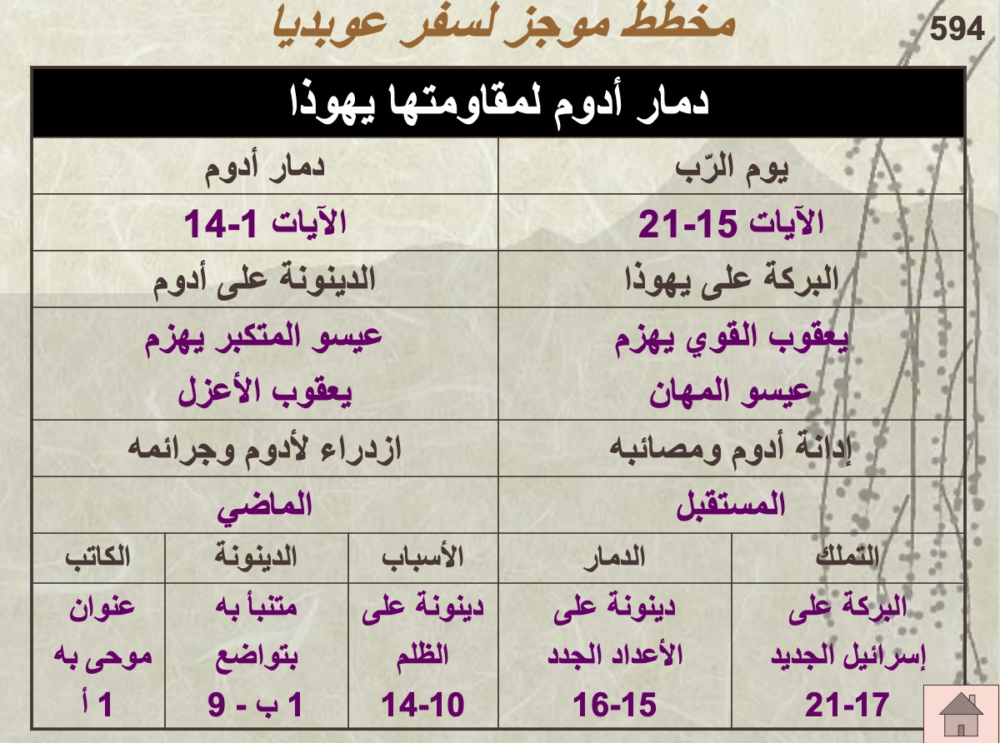 594
مخطط موجز لسفر عوبديا
دمار أدوم لمقاومتها يهوذا
يوم الرّب
دمار أدوم
الآيات 15-21
الآيات 1-14
البركة على يهوذا
الدينونة على أدوم
يعقوب القوي يهزم
عيسو المهان
عيسو المتكبر يهزم
يعقوب الأعزل
إدانة أدوم ومصائبه
ازدراء لأدوم وجرائمه
المستقبل
الماضي
التملك
الدمار
الأسباب
الدينونة
الكاتب
البركة على
إسرائيل الجديد
17-21
دينونة على
الأعداد الجدد
15-16
دينونة على
الظلم
10-14
متنبأ به
بتواضع
1 ب - 9
عنوان
موحى به
1 أ